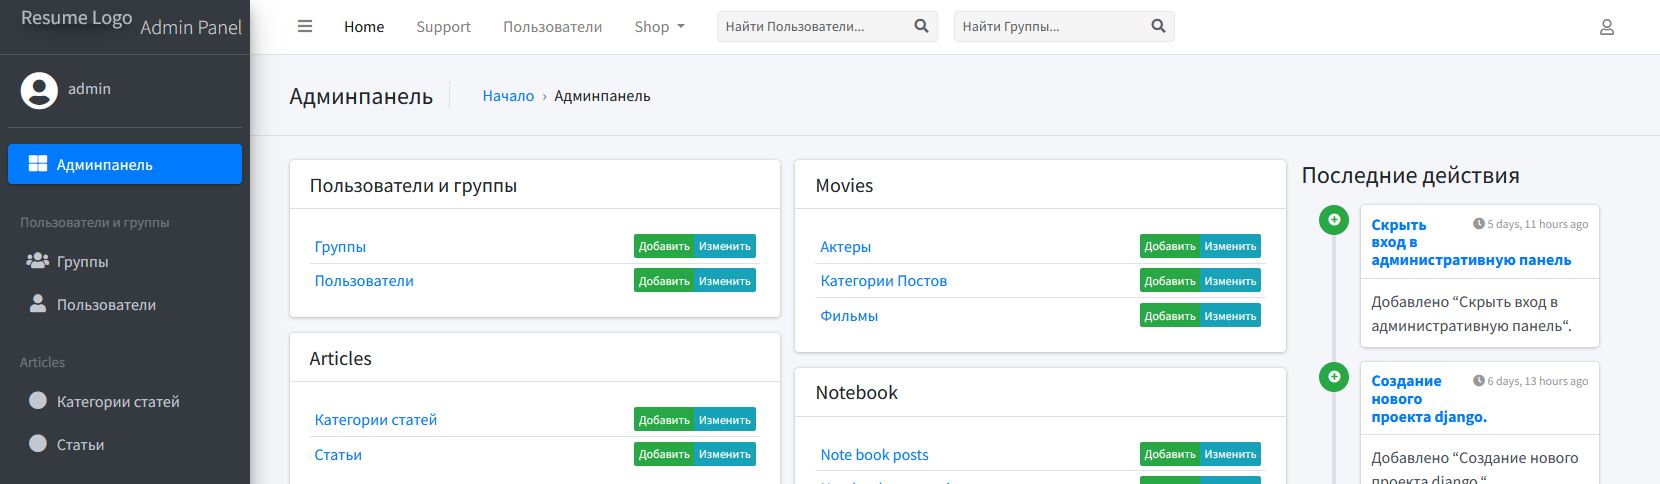 Resume Logo Admin Panel
admin
Админпанель
Пользователи и группы
Группы
Пользователи
Articles
Категории статей
Статьи
Home Support Пользователи Shop Найти Пользователи... Найти Группы...
Админпанель Начало › Админпанель
Пользователи и группы
Группы Добавить Изменить
Пользователи Добавить Изменить
Articles
Категории статей Добавить Изменить
Статьи Добавить Изменить
Movies
Актеры Добавить Изменить
Категории Постов Добавить Изменить
Фильмы Добавить Изменить
Notebook
Note book posts Добавить Изменить
Последние действия
Скрыть 5 days, 11 hours ago
вход в
административную панель
Добавлено “Скрыть вход в
административную панель“.
Создание 6 days, 13 hours ago
нового
проекта django.
Добавлено “Создание нового
проекта django.“